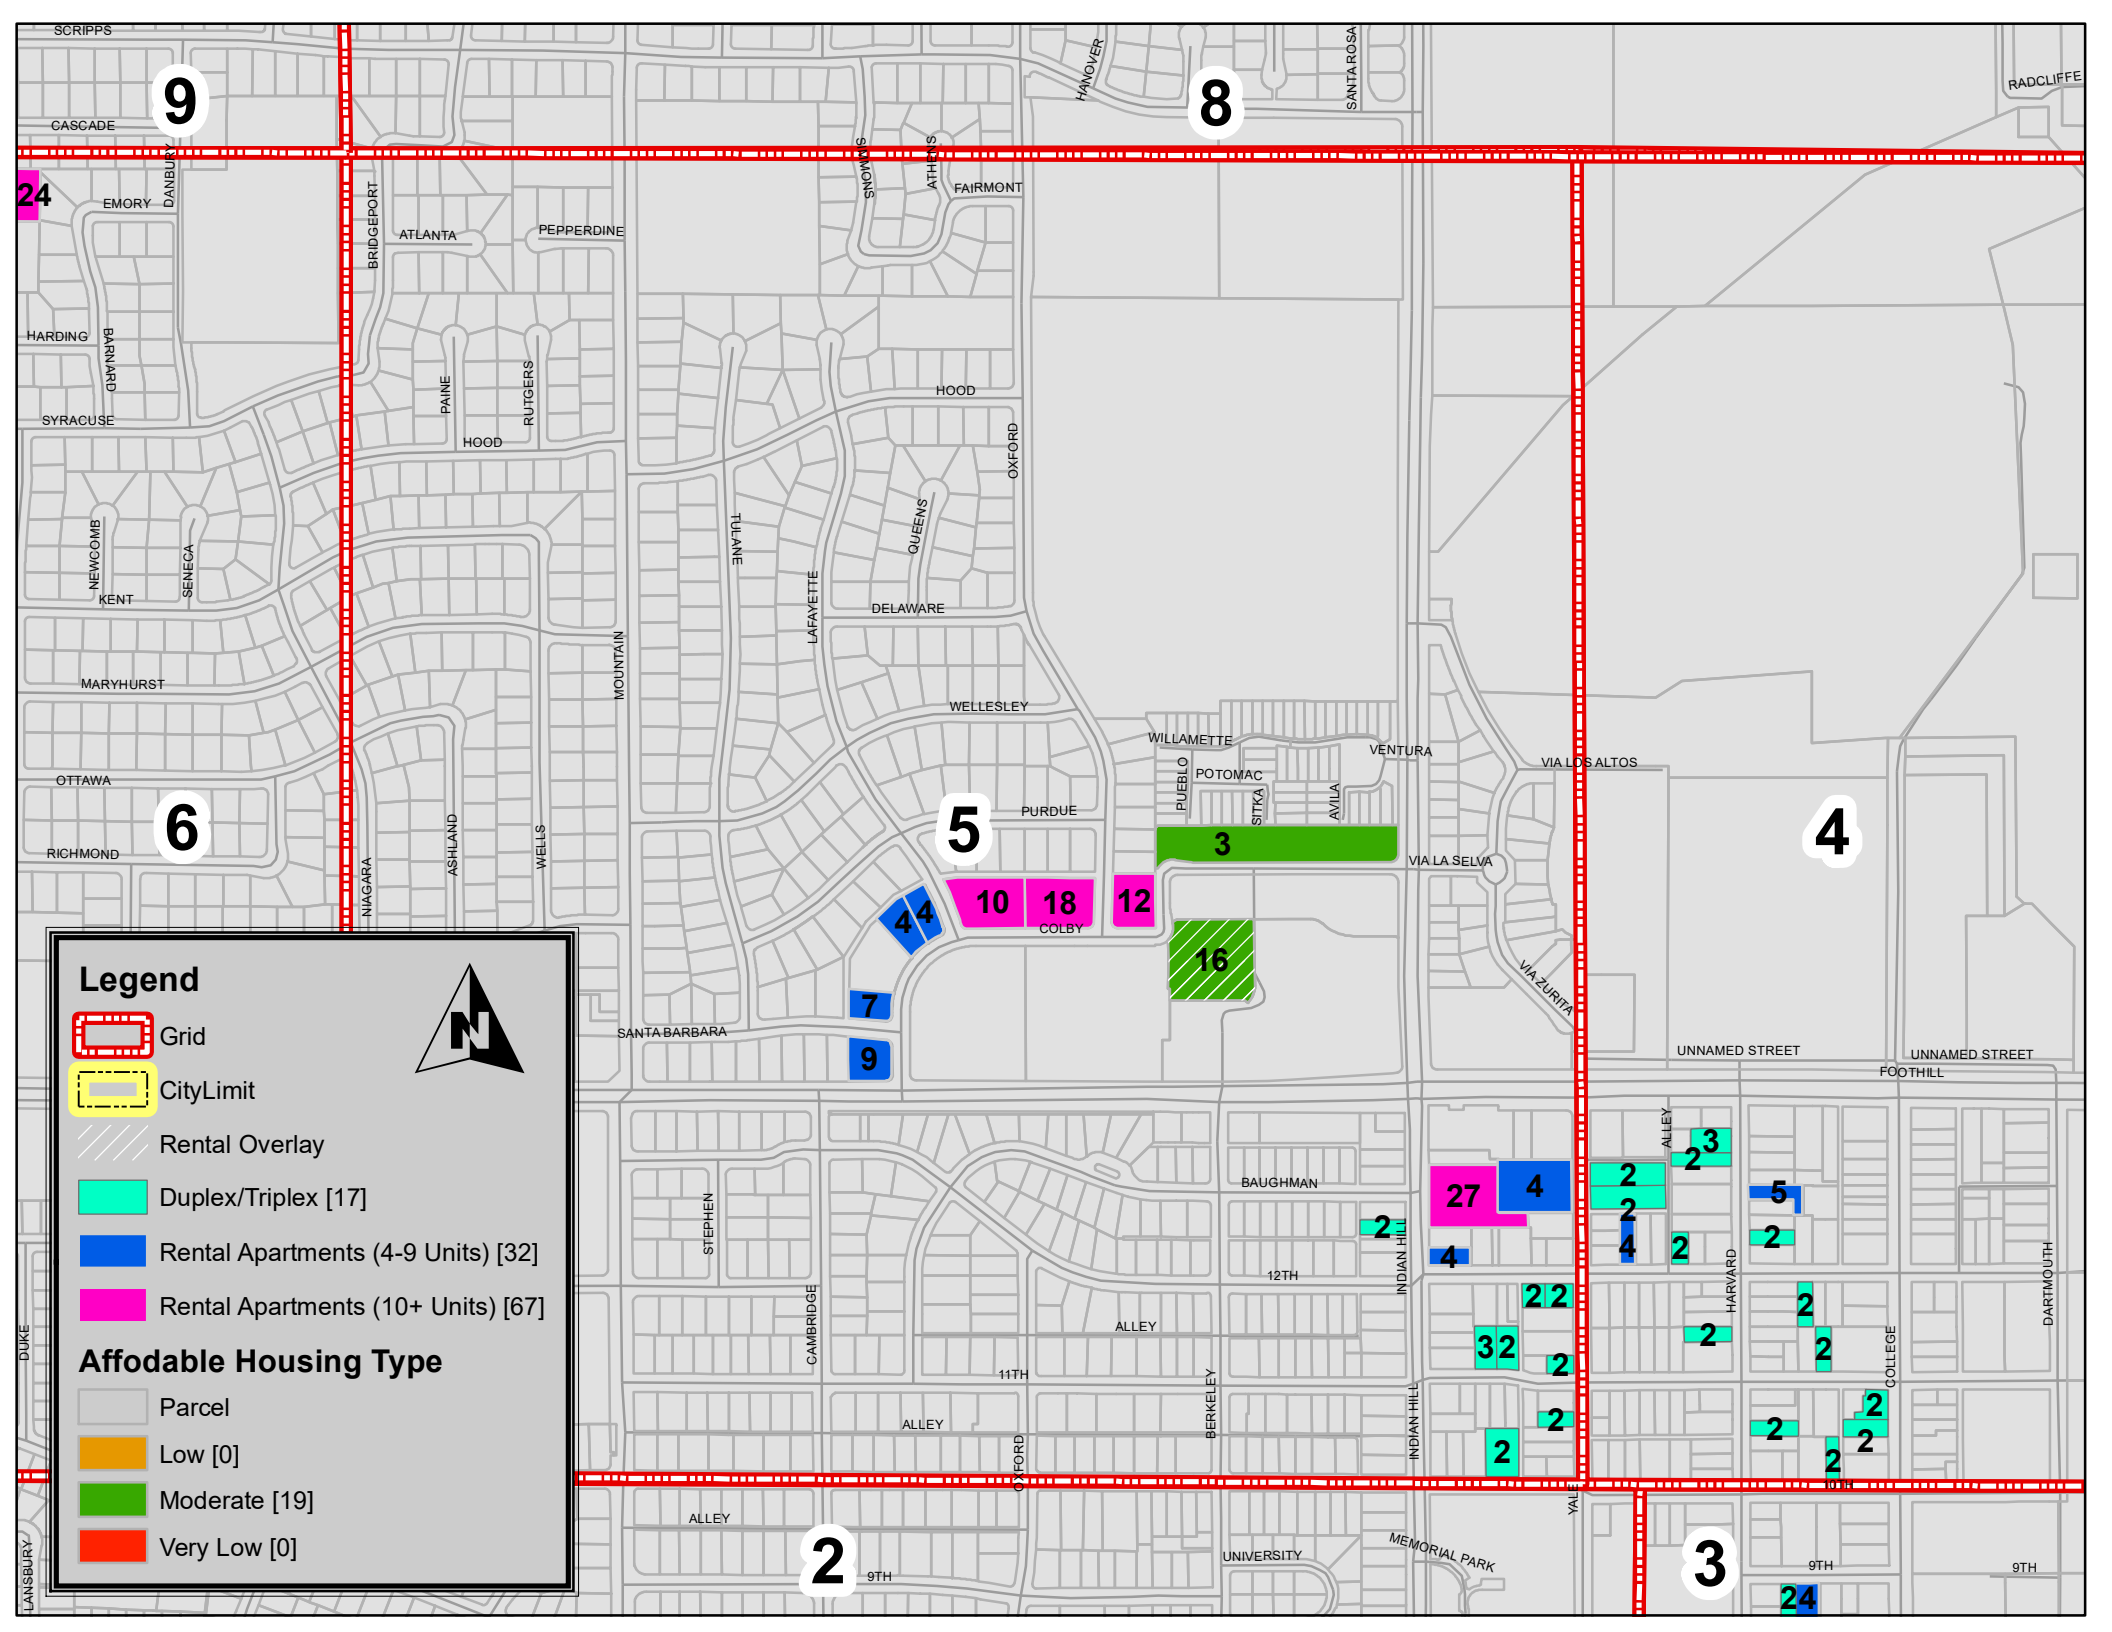 SCRIPPS
HANOVER
SANTA ROSA
RADCLIFFE
9
8
CASCADE
DANBURY
SIMMONS
ATHENS
24
EMORY
BRIDGEPORT
FAIRMONT
ATLANTA
PEPPERDINE
HARDING
BARNARD
PAINE
RUTGERS
HOOD
SYRACUSE
HOOD
OXFORD
NEWCOMB
SENECA
TULANE
QUEENS
KENT
LAFAYETTE
DELAWARE
MOUNTAIN
MARYHURST
WELLESLEY
WILLAMETTE
VENTURA
VIA LOS ALTOS
PUEBLO
POTOMAC
SITKA
AVILA
OTTAWA
6
5
4
PURDUE
RICHMOND
NIAGARA
ASHLAND
WELLS
3
VIA LA SELVA
4
4
10
18
12
COLBY
16
VIA ZURITA
7
SANTA BARBARA
9
UNNAMED STREET
UNNAMED STREET
FOOTHILL
Legend
N
Grid
CityLimit
Rental Overlay
Duplex/Triplex [17]
Rental Apartments (4-9 Units) [32]
Rental Apartments (10+ Units) [67]
Affodable Housing Type
Parcel
Low [0]
Moderate [19]
Very Low [0]
ALLEY
3
2
2
2
BAUGHMAN
27
4
5
STEPHEN
2
INDIAN HILL
4
4
2
2
12TH
HARVARD
DARTMOUTH
2
2
2
DUKE
CAMBRIDGE
ALLEY
3
2
2
2
2
COLLEGE
11TH
BERKELEY
INDIAN HILL
ALLEY
2
2
2
2
2
2
OXFORD
10TH
YALE
ALLEY
2
3
LANSBURY
UNIVERSITY
MEMORIAL PARK
9TH
9TH
9TH
2
4